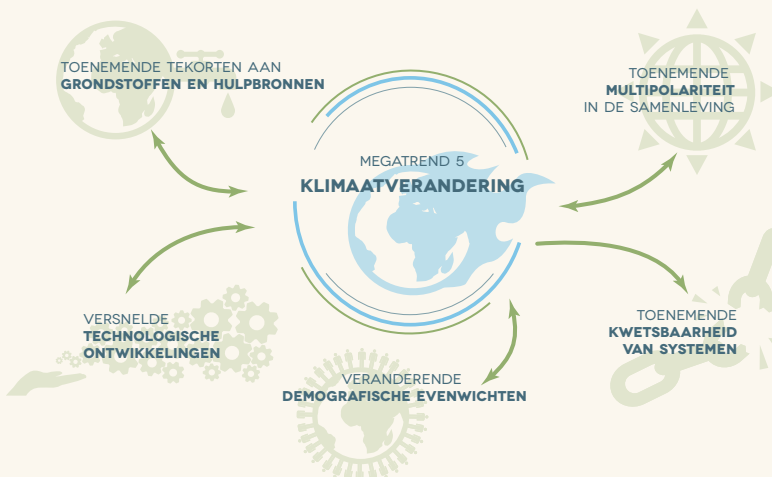 TOENEMENDE TEKORTEN AAN
GRONDSTOFFEN EN HULPBRONNEN
TOENEMENDE
MULTIPOLARITEIT
IN DE SAMENLEVING
MEGATREND 5
KLIMAATVERANDERING
VERSNELDE
TECHNOLOGISCHE
ONTWIKKELINGEN
TOENEMENDE
KWETSBAARHEID
VAN SYSTEMEN
VERANDERENDE
DEMOGRAFISCHE EVENWICHTEN